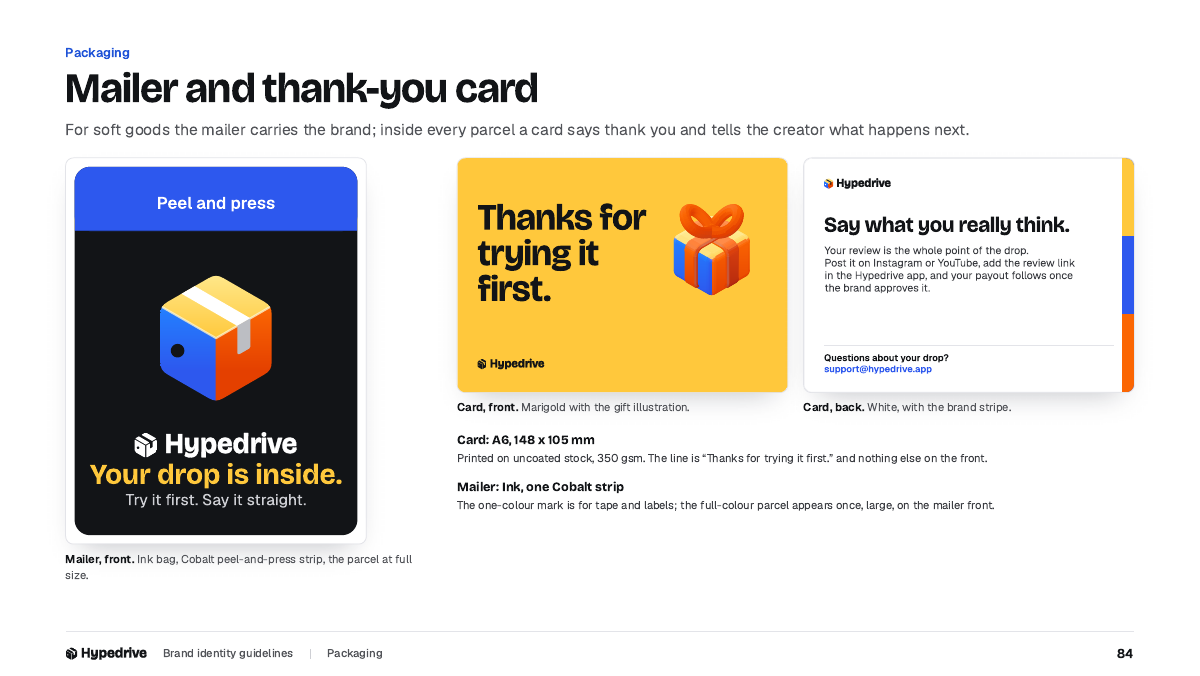 Packaging
Mailer and thank-you card
For soft goods the mailer carries the brand; inside every parcel a card says thank you and tells the creator what happens next.
Peel and press
Hypedrive
Your drop is inside.
Try it first. Say it straight.
Mailer, front. Ink bag, Cobalt peel-and-press strip, the parcel at full
size.
Thanks for
trying it
first.
Hypedrive
Card, front. Marigold with the gift illustration.
Hypedrive
Say what you really think.
Your review is the whole point of the drop.
Post it on Instagram or YouTube, add the review link
in the Hypedrive app, and your payout follows once
the brand approves it.
Questions about your drop?
support@hypedrive.app
Card, back. White, with the brand stripe.
Card: A6, 148 x 105 mm
Printed on uncoated stock, 350 gsm. The line is “Thanks for trying it first.” and nothing else on the front.
Mailer: Ink, one Cobalt strip
The one-colour mark is for tape and labels; the full-colour parcel appears once, large, on the mailer front.
Hypedrive Brand identity guidelines | Packaging 84